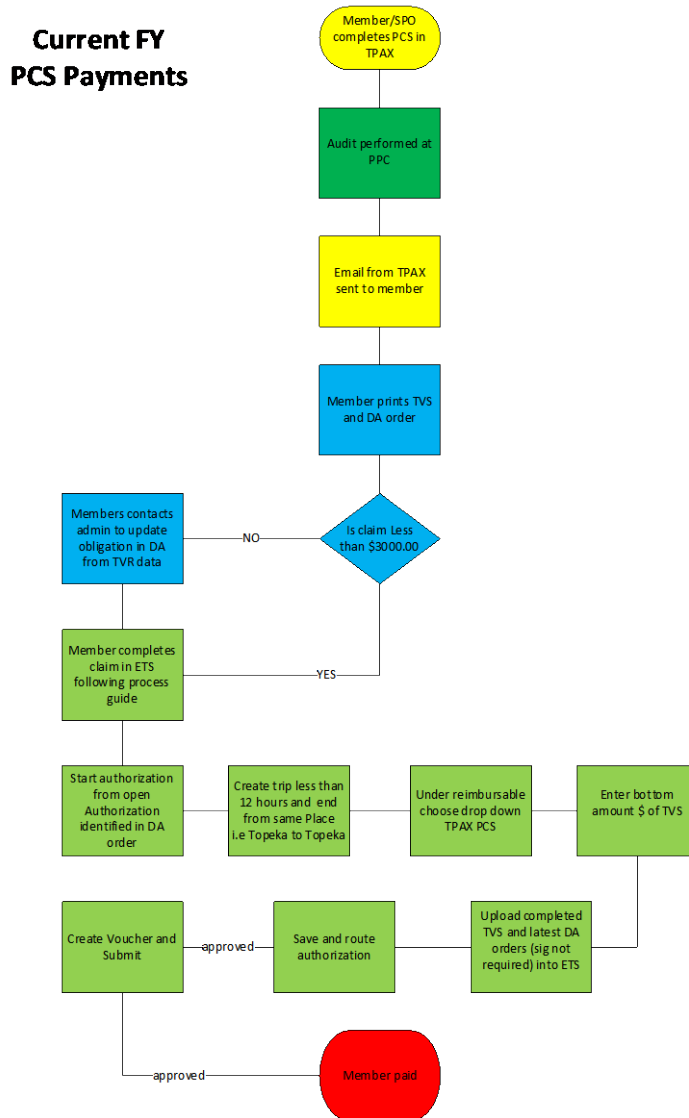 Current FY
PCS Payments
Member/SPO
completes PCS in
TPAX
Audit performed at
PPC
Email from TPAX
sent to member
Member prints TVS
and DA order
Is claim Less
than $3000.00
NO
Members contacts
admin to update
obligation in DA
from TVR data
YES
Member completes
claim in ETS
following process
guide
Start authorization
from open
Authorization
identified in DA
order
Create trip less than
12 hours and end
from same Place
i.e Topeka to Topeka
Under reimbursable
choose drop down
TPAX PCS
Enter bottom
amount $ of TVS
Upload completed
TVS and latest DA
orders (sig not
required) into ETS
Save and route
authorization
approved
Create Voucher and
Submit
approved
Member paid